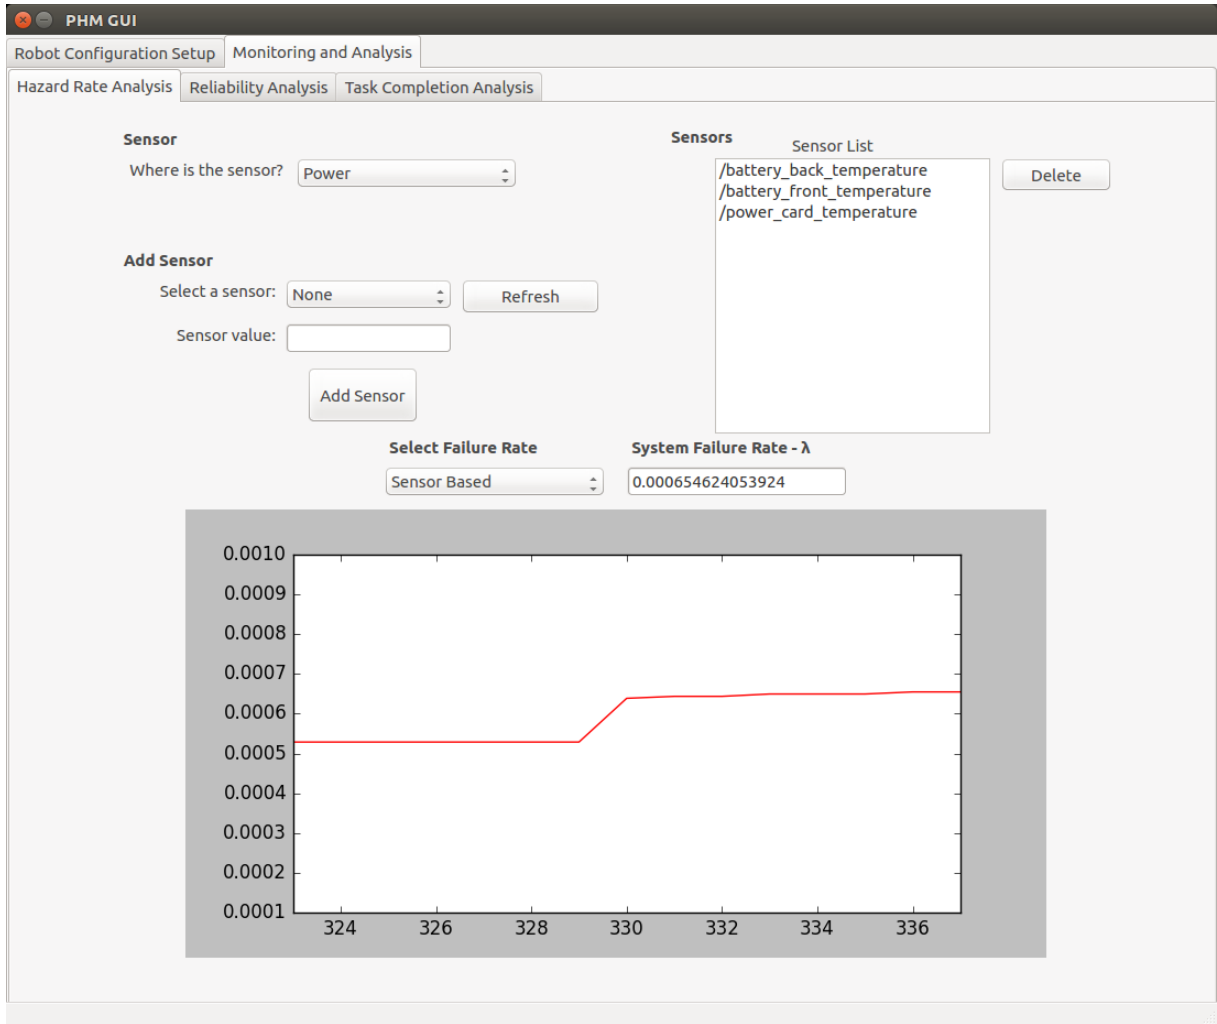 PHM GUI
Robot Configuration Setup Monitoring and Analysis
Hazard Rate Analysis Reliability Analysis Task Completion Analysis
Sensor
Where is the sensor? Power
Sensors
Sensor List
/battery_back_temperature
/battery_front_temperature
/power_card_temperature
Delete
Add Sensor
Select a sensor: None Refresh
Sensor value:
Add Sensor
Select Failure Rate System Failure Rate - λ
Sensor Based 0.000654624053924
0.0010
0.0009
0.0008
0.0007
0.0006
0.0005
0.0004
0.0003
0.0002
0.0001
324 326 328 330 332 334 336